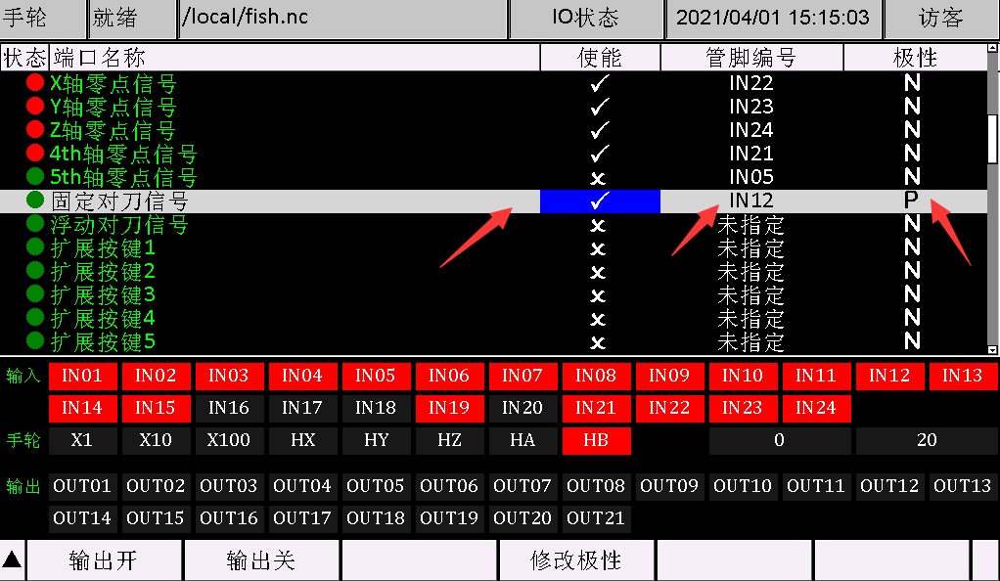 手轮 就绪 /local/fish.nc IO状态 2021/04/01 15:15:03 访客
状态 端口名称 使能 管脚编号 极性
X轴零点信号 ✓ IN22 N
Y轴零点信号 ✓ IN23 N
Z轴零点信号 ✓ IN24 N
4th轴零点信号 ✓ IN21 N
5th轴零点信号 x IN05 N
固定对刀信号 ✓ IN12 P
浮动对刀信号 x 未指定 N
扩展按键1 x 未指定 N
扩展按键2 x 未指定 N
扩展按键3 x 未指定 N
扩展按键4 x 未指定 N
扩展按键5 x 未指定 N
输入 IN01 IN02 IN03 IN04 IN05 IN06 IN07 IN08 IN09 IN10 IN11 IN12 IN13
IN14 IN15 IN16 IN17 IN18 IN19 IN20 IN21 IN22 IN23 IN24
手轮 X1 X10 X100 HX HY HZ HA HB 0 20
输出 OUT01 OUT02 OUT03 OUT04 OUT05 OUT06 OUT07 OUT08 OUT09 OUT10 OUT11 OUT12 OUT13
OUT14 OUT15 OUT16 OUT17 OUT18 OUT19 OUT20 OUT21
输出开 输出关 修改极性